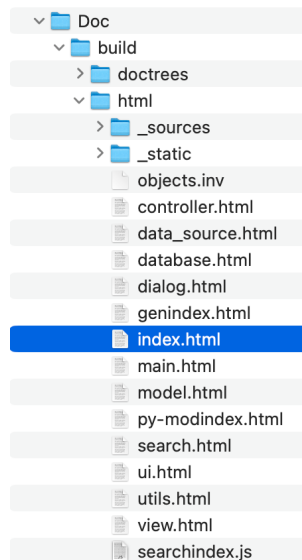 Doc
build
doctrees
html
_sources
_static
objects.inv
controller.html
data_source.html
database.html
dialog.html
genindex.html
index.html
main.html
model.html
py-modindex.html
search.html
ui.html
utils.html
view.html
searchindex.js